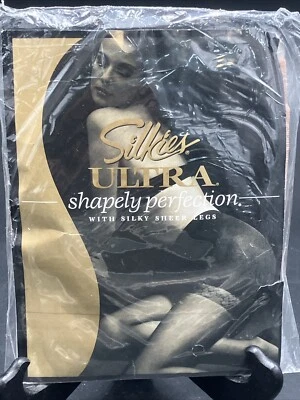 Silkies
ULTRA
shapely perfection.
WITH SILKY SHEER LEGS